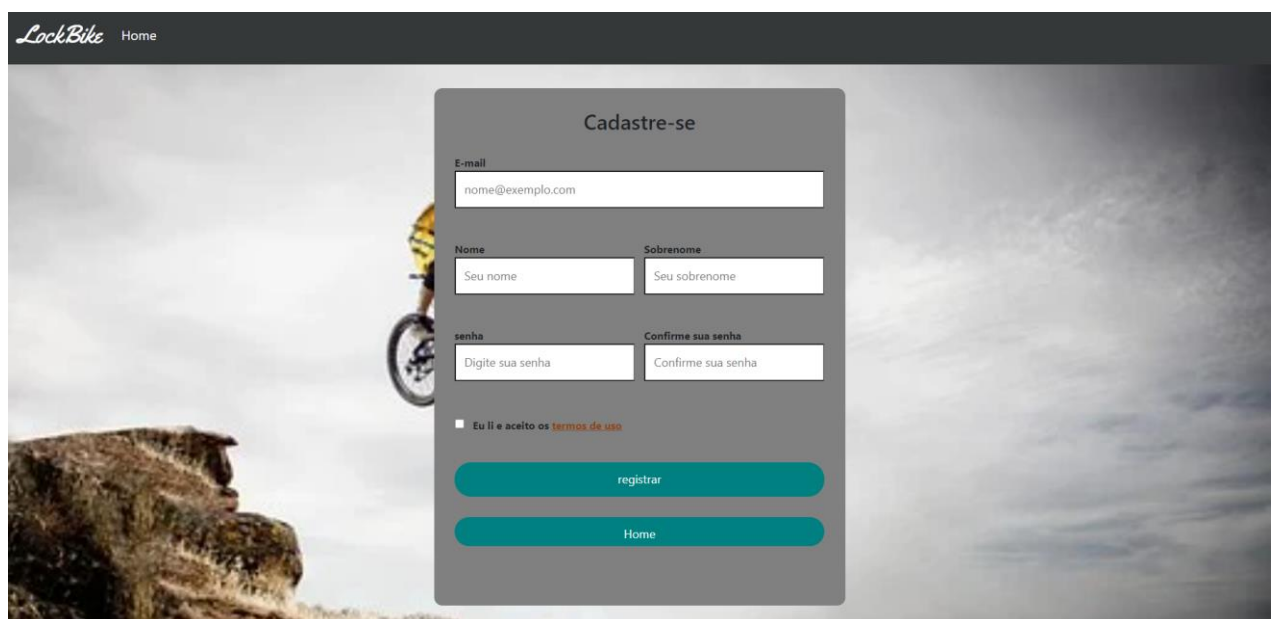 LockBike Home
Cadastre-se
E-mail
nome@exemplo.com
Nome Sobrenome
Seu nome Seu sobrenome
senha Confirme sua senha
Digite sua senha Confirme sua senha
Eu li e aceito os termos de uso
registrar
Home